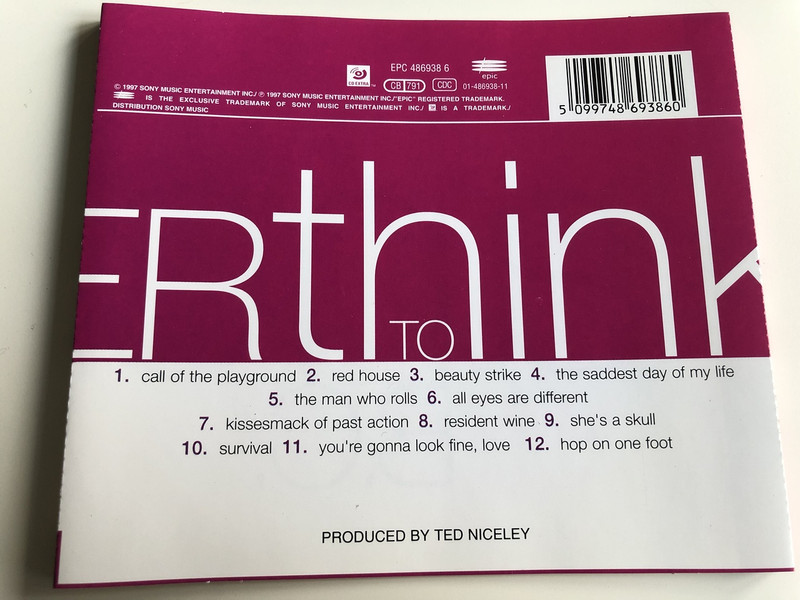 CD EXTRA
EPC 486938 6
epic
CB 791
CDC
01-486938-11
℗ 1997 SONY MUSIC ENTERTAINMENT INC./ ℗ 1997 SONY MUSIC ENTERTAINMENT INC./"EPIC" REGISTERED TRADEMARK.
IS THE EXCLUSIVE TRADEMARK OF SONY MUSIC ENTERTAINMENT INC./ IS A TRADEMARK./
DISTRIBUTION SONY MUSIC
5 099748 693860
ERthink
TO
1. call of the playground 2. red house 3. beauty strike 4. the saddest day of my life
5. the man who rolls 6. all eyes are different
7. kissesmack of past action 8. resident wine 9. she's a skull
10. survival 11. you're gonna look fine, love 12. hop on one foot
PRODUCED BY TED NICELEY